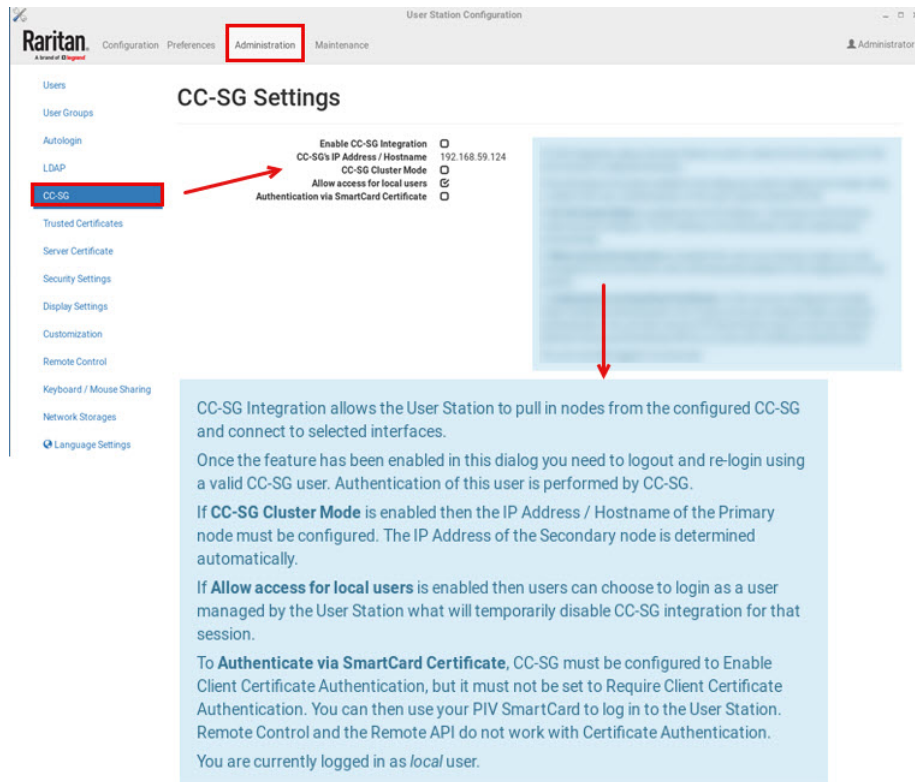 User Station Configuration
Raritan.
A brand of legrand
Configuration Preferences Administration Maintenance
Administrator
Users
User Groups
Autologin
LDAP
CC-SG
Trusted Certificates
Server Certificate
Security Settings
Display Settings
Customization
Remote Control
Keyboard / Mouse Sharing
Network Storages
Language Settings
CC-SG Settings
Enable CC-SG Integration
CC-SG's IP Address / Hostname 192.168.59.124
CC-SG Cluster Mode
Allow access for local users
Authentication via SmartCard Certificate
CC-SG Integration allows the User Station to pull in nodes from the configured CC-SG
and connect to selected interfaces.
Once the feature has been enabled in this dialog you need to logout and re-login using
a valid CC-SG user. Authentication of this user is performed by CC-SG.
If CC-SG Cluster Mode is enabled then the IP Address / Hostname of the Primary
node must be configured. The IP Address of the Secondary node is determined
automatically.
If Allow access for local users is enabled then users can choose to login as a user
managed by the User Station what will temporarily disable CC-SG integration for that
session.
To Authenticate via SmartCard Certificate, CC-SG must be configured to Enable
Client Certificate Authentication, but it must not be set to Require Client Certificate
Authentication. You can then use your PIV SmartCard to log in to the User Station.
Remote Control and the Remote API do not work with Certificate Authentication.
You are currently logged in as local user.